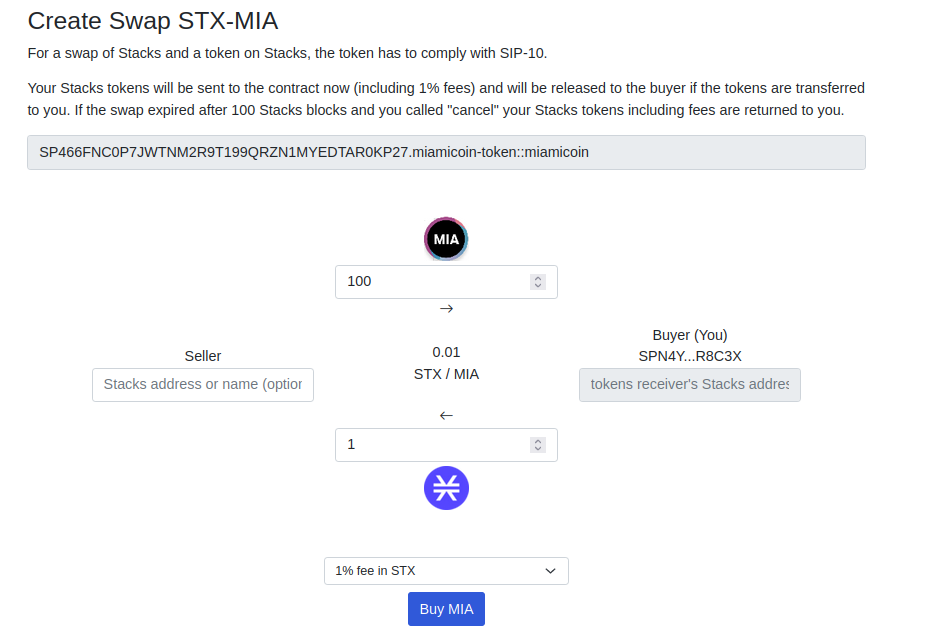 Create Swap STX-MIA
For a swap of Stacks and a token on Stacks, the token has to comply with SIP-10.
Your Stacks tokens will be sent to the contract now (including 1% fees) and will be released to the buyer if the tokens are transferred
to you. If the swap expired after 100 Stacks blocks and you called "cancel" your Stacks tokens including fees are returned to you.
SP466FNC0P7JWTNM2R9T199QRZN1MYEDTAR0KP27.miamicoin-token::miamicoin
MIA
100
→
Seller
Stacks address or name (option
0.01
STX / MIA
Buyer (You)
SPN4Y...R8C3X
tokens receiver's Stacks addres
←
1
1% fee in STX
Buy MIA